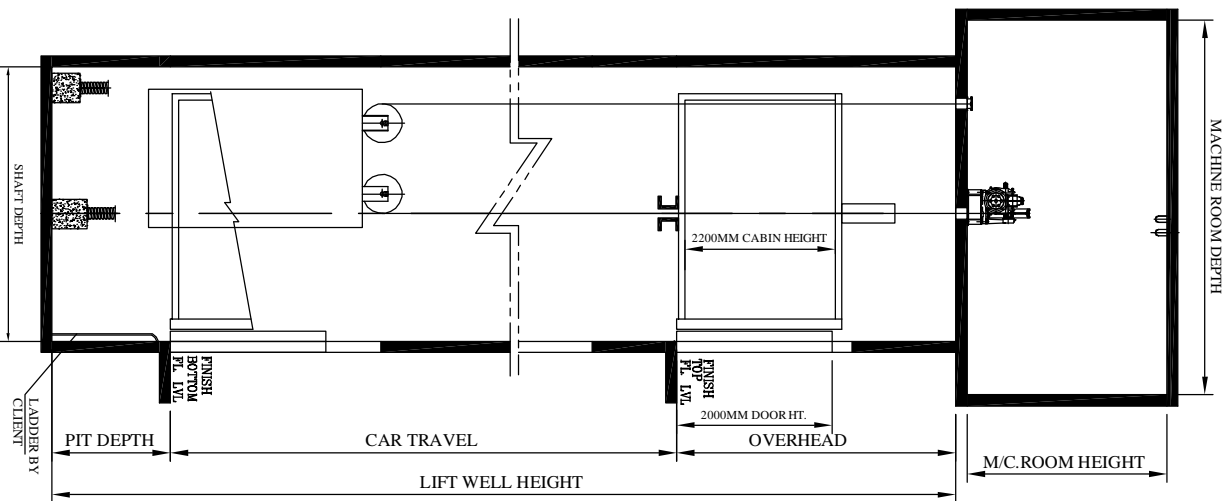 SHAFT DEPTH
2200MM CABIN HEIGHT
MACHINE ROOM DEPTH
FINISH
BOTTOM
FL. LVL
FINISH
TOP
FL. LVL
2000MM DOOR HT.
LADDER BY
CLIENT
PIT DEPTH
CAR TRAVEL
OVERHEAD
M/C.ROOM HEIGHT
LIFT WELL HEIGHT